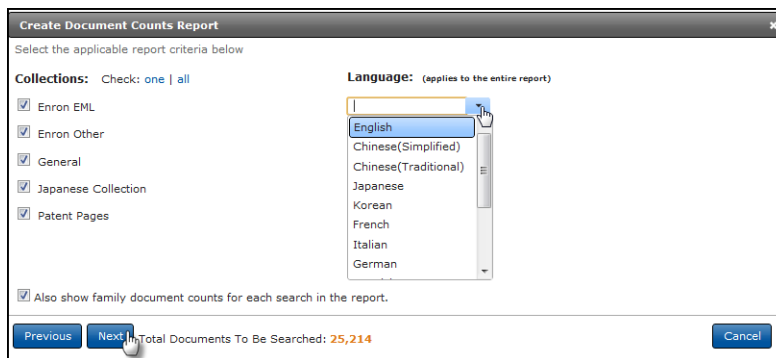 Create Document Counts Report
Select the applicable report criteria below
Collections: Check: one | all
Enron EML
Enron Other
General
Japanese Collection
Patent Pages
Language: (applies to the entire report)
English
Chinese(Simplified)
Chinese(Traditional)
Japanese
Korean
French
Italian
German
Also show family document counts for each search in the report.
Previous Next Total Documents To Be Searched: 25,214 Cancel